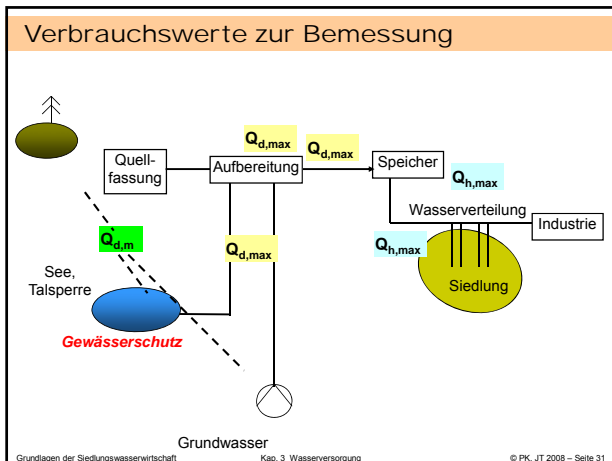 Verbrauchswerte zur Bemessung
Q d,max
Q d,max
Quell-
fassung
Aufbereitung
Speicher
Q h,max
Wasserverteilung
Industrie
Q d,m
Q d,max
Q h,max
See,
Talsperre
Siedlung
Gewässerschutz
Grundwasser
Grundlagen der Siedlungswasserwirtschaft
Kap. 3 Wasserversorgung
© PK, JT 2008 – Seite 31